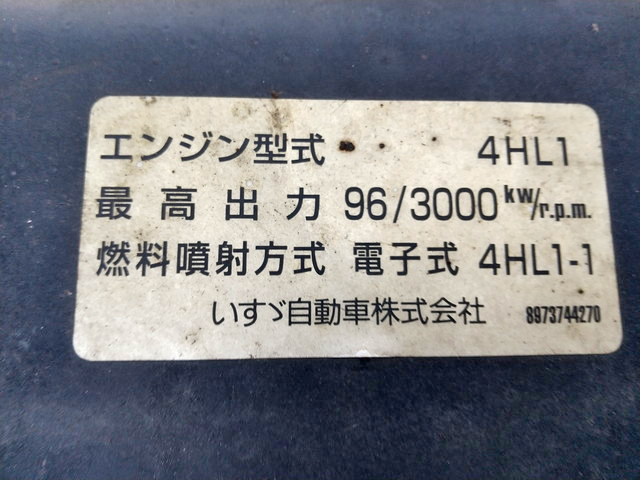 エンジン型式 4HL1
最高出力 96/3000 kw/r.p.m.
燃料噴射方式 電子式 4HL1-1
いすゞ自動車株式会社 8973744270